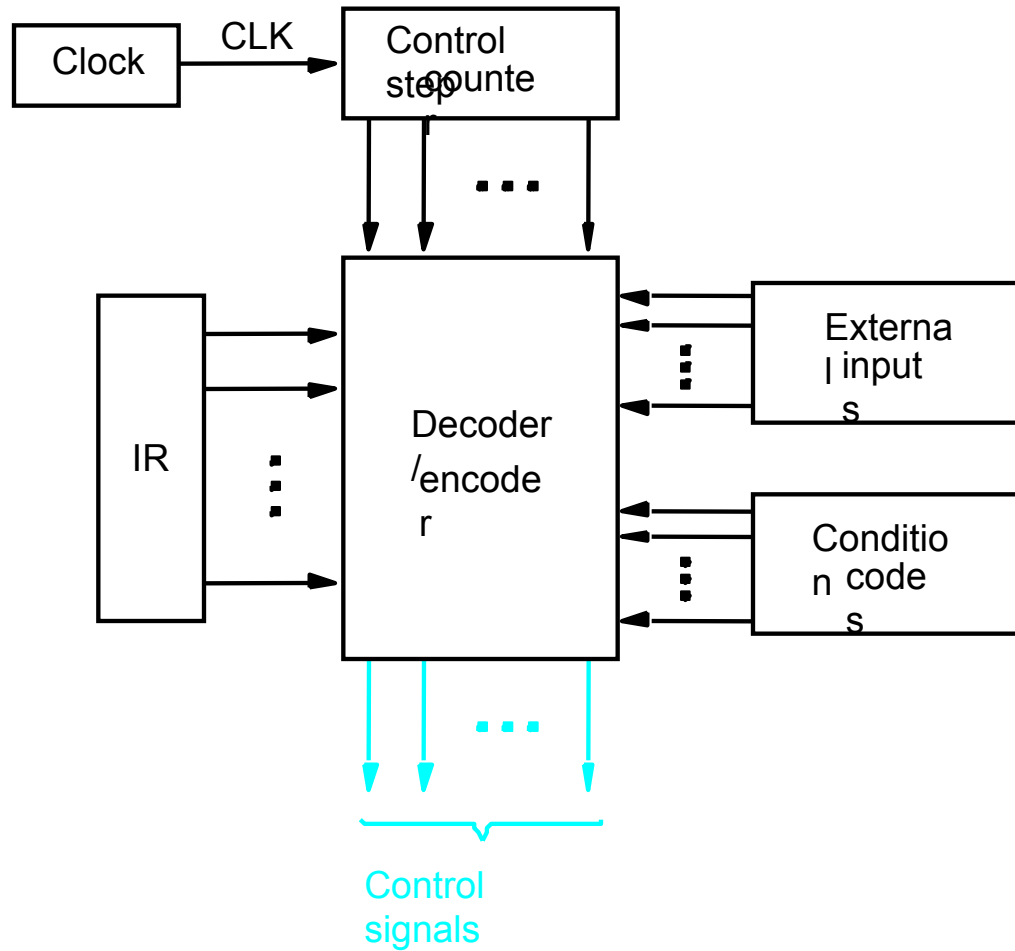 Clock
CLK
Control
step counte
r
IR
Decoder
/encode
r
Externa
l input
s
Conditio
n code
s
Control
signals